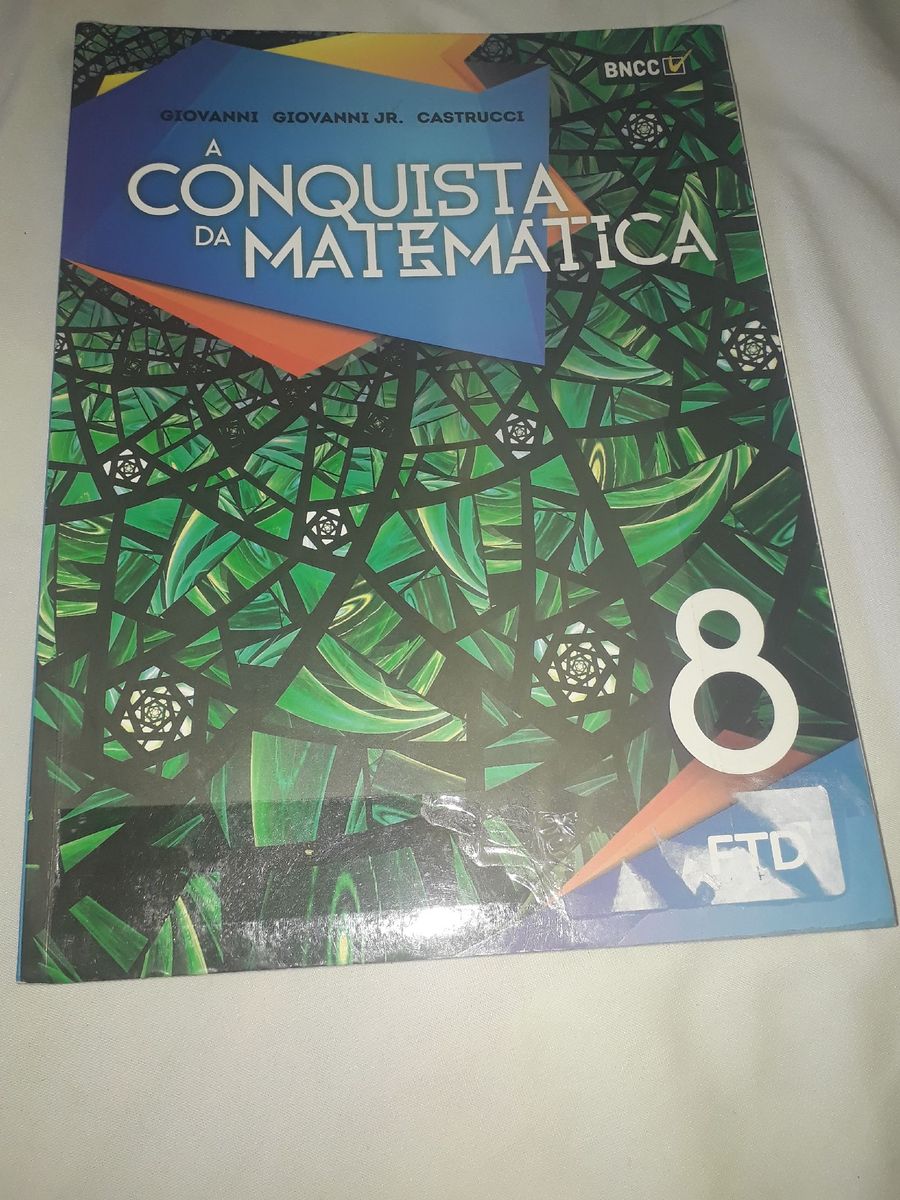 BNCC
GIOVANNI GIOVANNI JR. CASTRUCCI
A
CONQUISTA
DA MATEMÁTICA
8
FTD